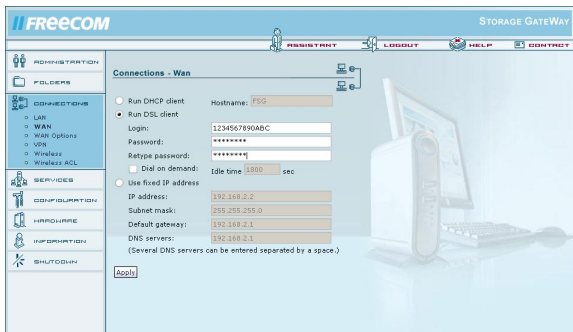 FREECOM
STORAGE GATEWAY
ASSISTANT LOGOUT HELP CONTACT
ADMINISTRATION
FOLDERS
CONNECTIONS
LAN
WAN
WAN Options
VPN
Wireless
Wireless ACL
SERVICES
CONFIGURATION
HARDWARE
INFORMATION
SHUTDOWN
Connections - Wan
Run DHCP client Hostname: FSG
Run DSL client
Login: 1234567890ABC
Password: ********
Retype password: ********
Dial on demand: Idle time 1800 sec
Use fixed IP address
IP address: 192.168.2.2
Subnet mask: 255.255.255.0
Default gateway: 192.168.2.1
DNS servers: 192.168.2.1
(Several DNS servers can be entered separated by a space.)
Apply